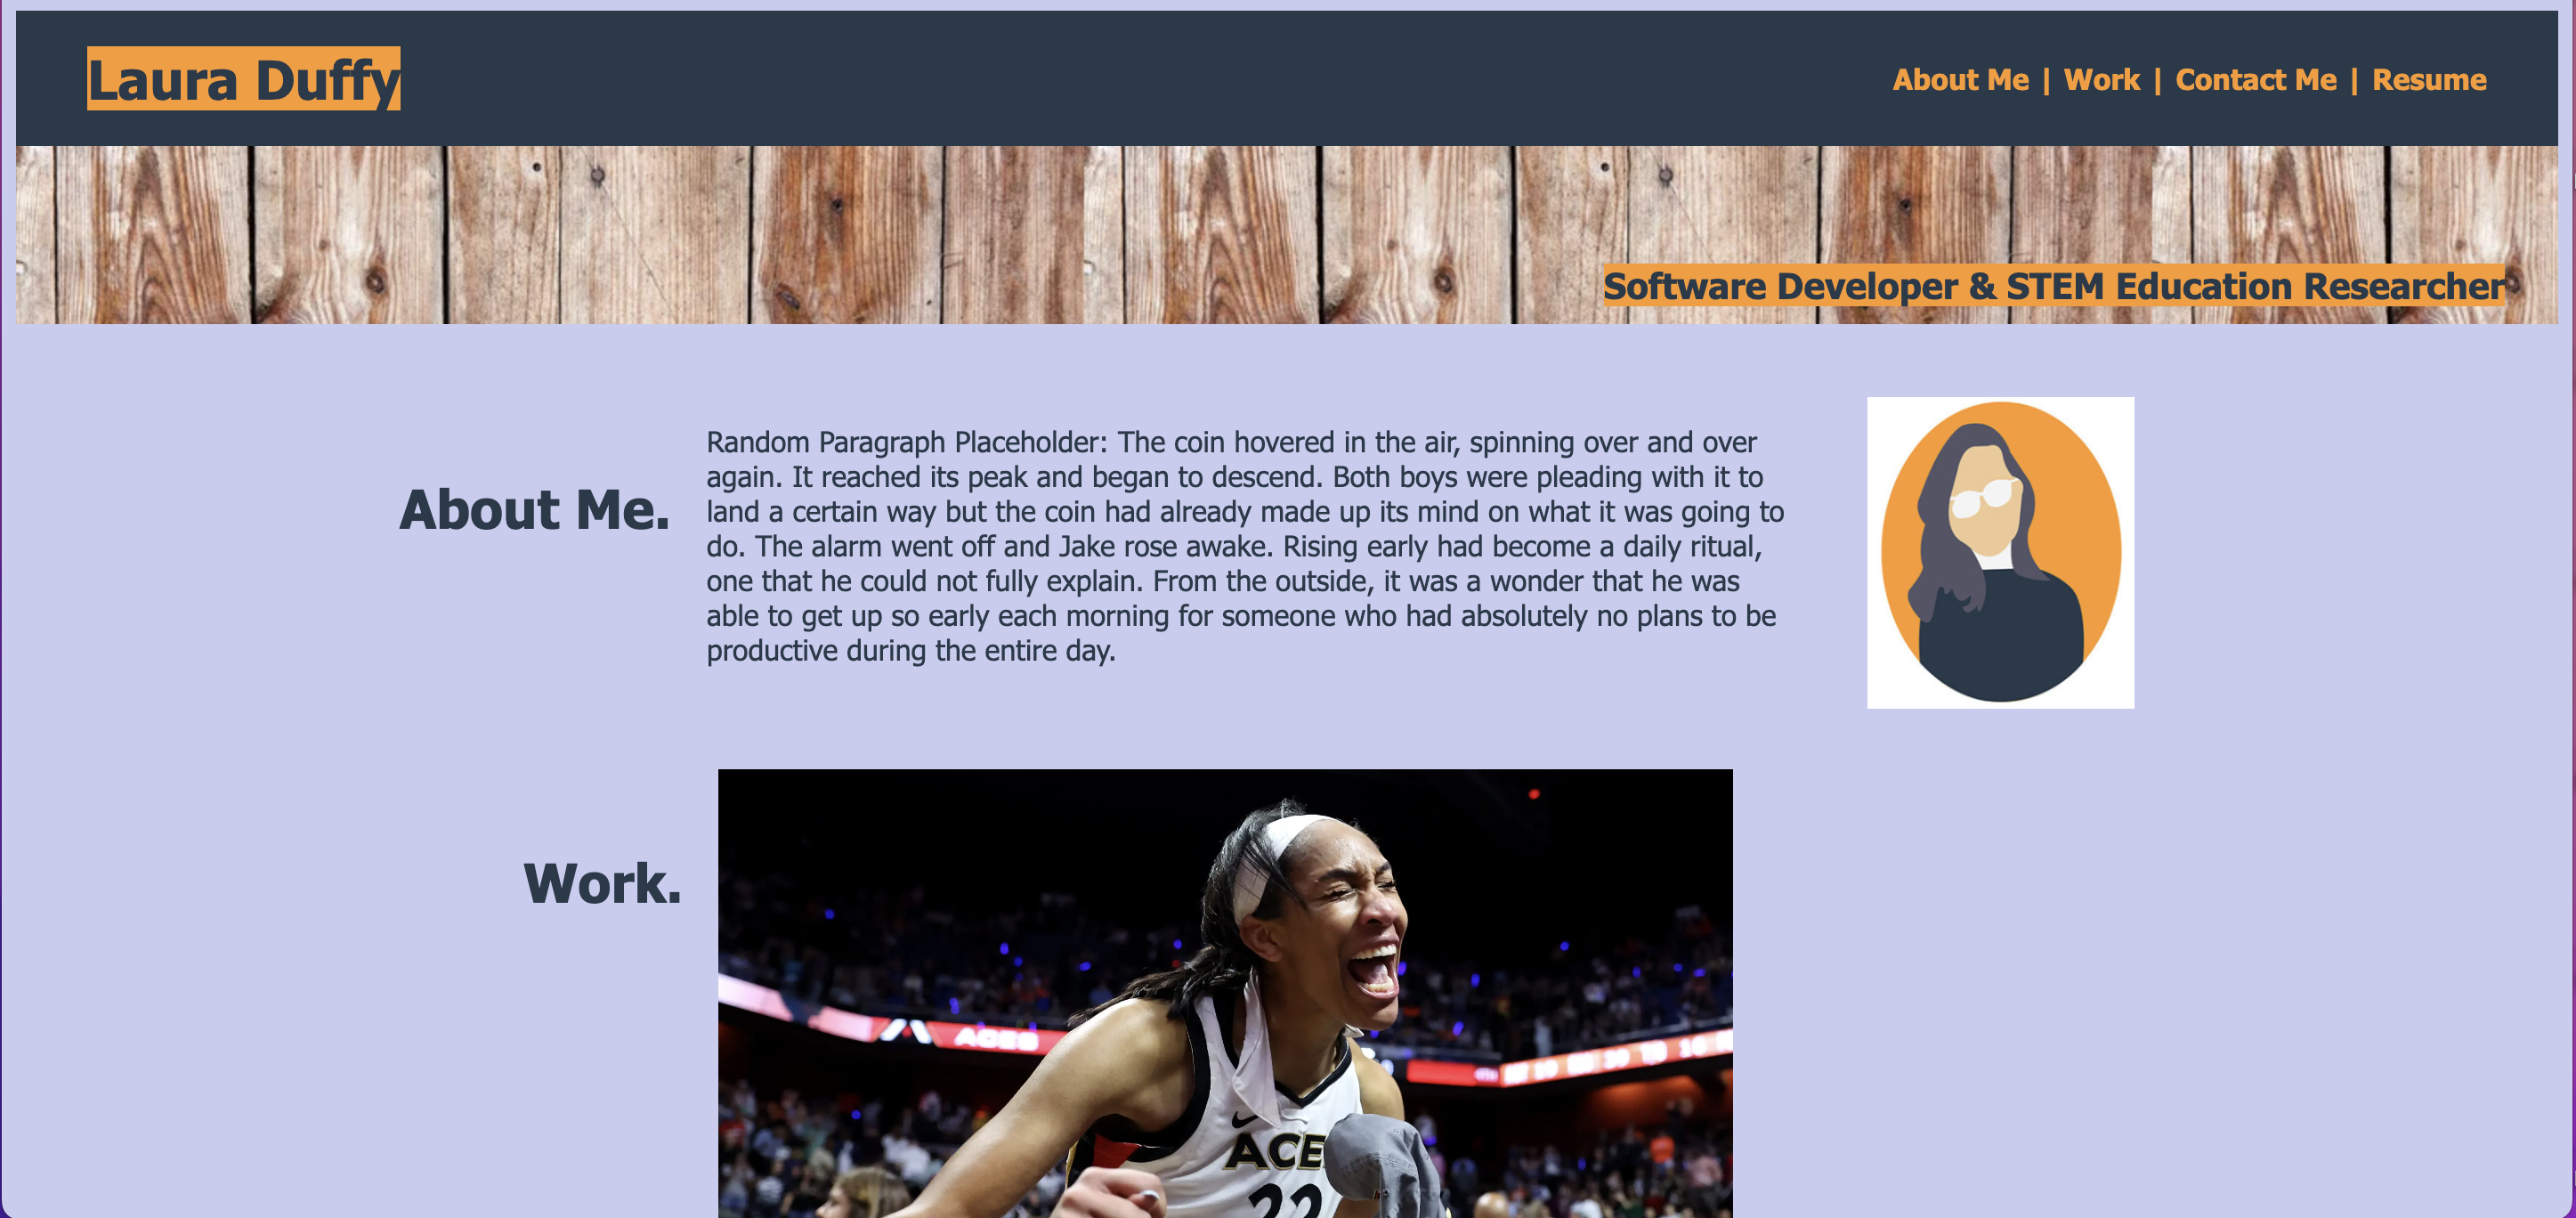 Laura Duffy
About Me | Work | Contact Me | Resume
Software Developer & STEM Education Researcher
About Me.
Random Paragraph Placeholder: The coin hovered in the air, spinning over and over
again. It reached its peak and began to descend. Both boys were pleading with it to
land a certain way but the coin had already made up its mind on what it was going to
do. The alarm went off and Jake rose awake. Rising early had become a daily ritual,
one that he could not fully explain. From the outside, it was a wonder that he was
able to get up so early each morning for someone who had absolutely no plans to be
productive during the entire day.
Work.
ACES
ACE
22